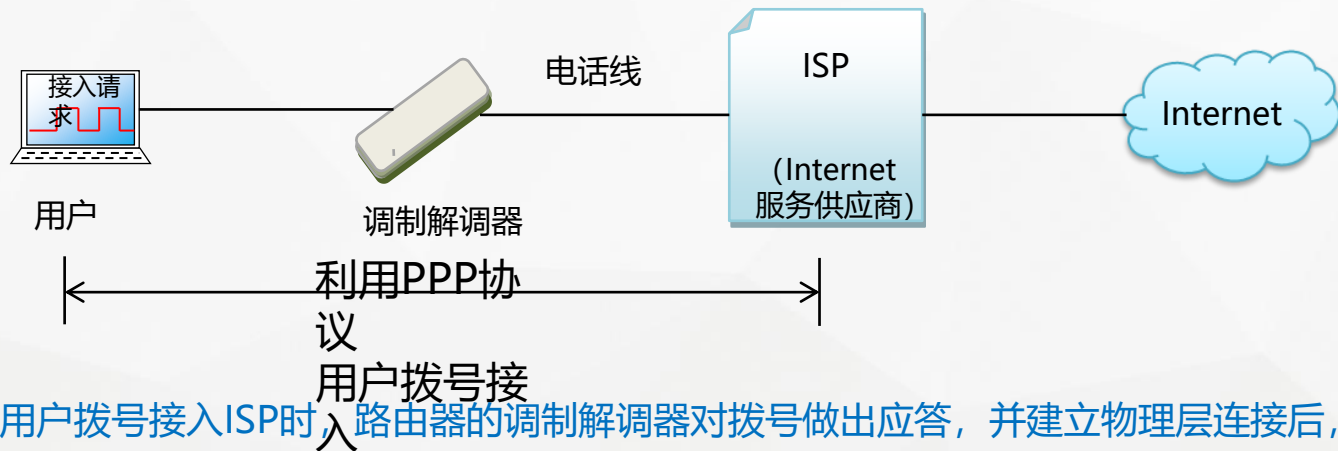 接入请
求
电话线
ISP
Internet
（Internet
服务供应商）
用户
调制解调器
利用PPP协
议
用户拨号接
入
用户拨号接入ISP时，路由器的调制解调器对拨号做出应答，并建立物理层连接后，